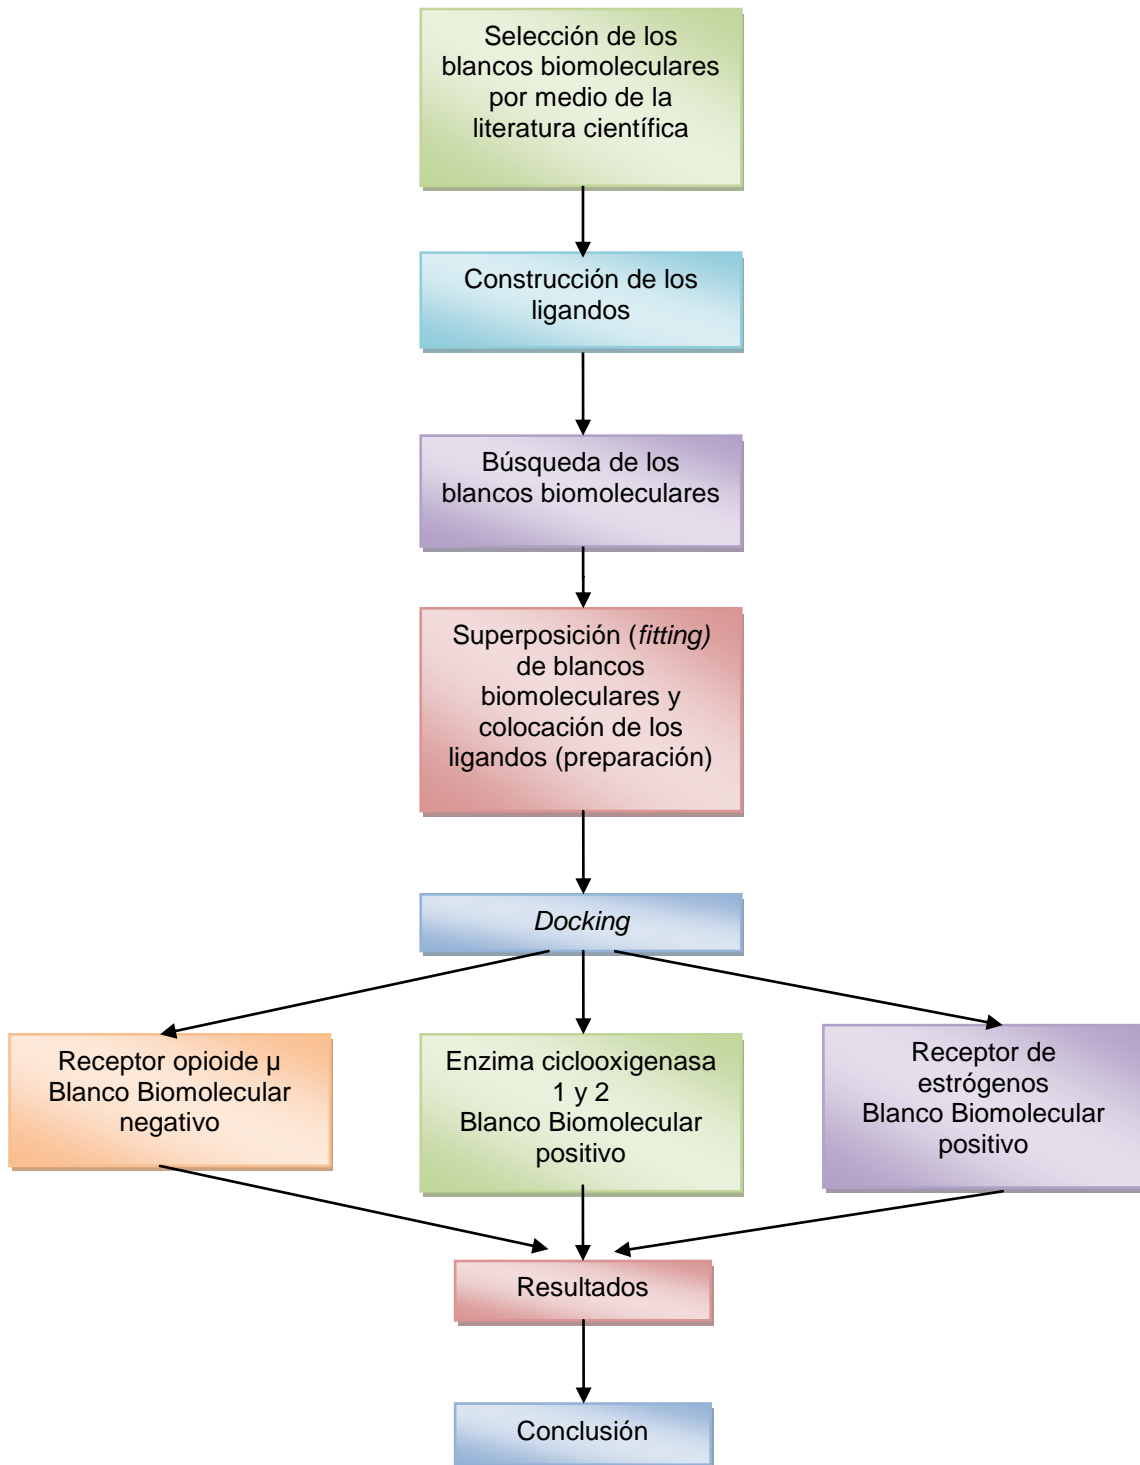 Selección de los
blancos biomoleculares
por medio de la
literatura científica
Construcción de los
ligandos
Búsqueda de los
blancos biomoleculares
Superposición (fitting)
de blancos
biomoleculares y
colocación de los
ligandos (preparación)
Docking
Receptor opioide µ
Blanco Biomolecular
negativo
Enzima ciclooxigenasa
1 y 2
Blanco Biomolecular
positivo
Receptor de
estrógenos
Blanco Biomolecular
positivo
Resultados
Conclusión